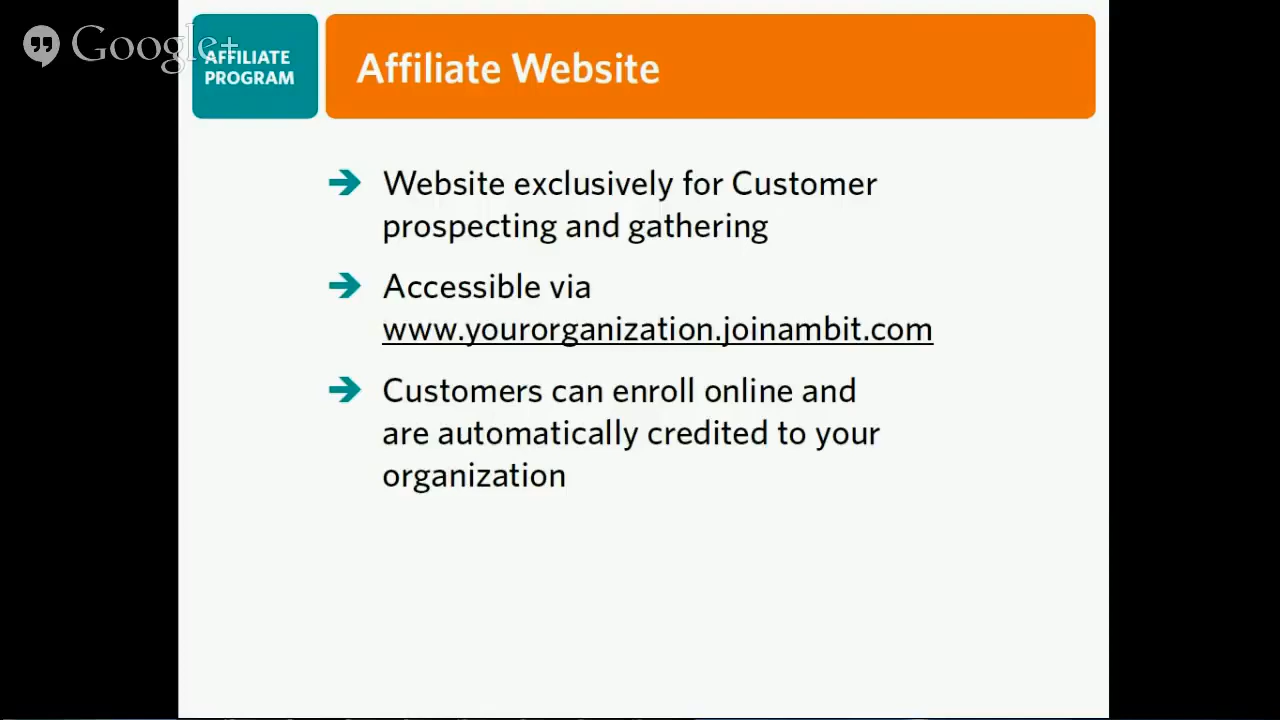 Google+
AFFILIATE
PROGRAM
Affiliate Website
Website exclusively for Customer
prospecting and gathering
Accessible via
www.yourorganization.joinambit.com
Customers can enroll online and
are automatically credited to your
organization